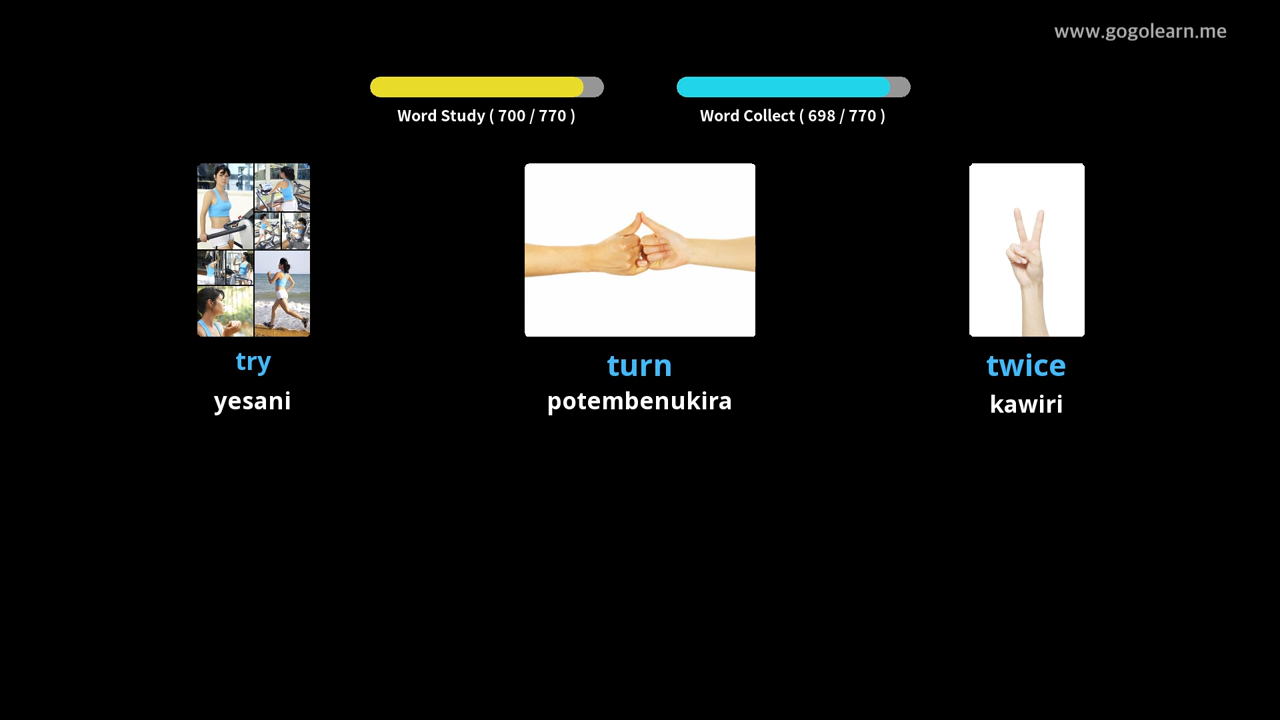 www.gogolearn.me
Word Study ( 700 / 770 )
Word Collect ( 698 / 770 )
try
yesani
turn
potembenukira
twice
kawiri